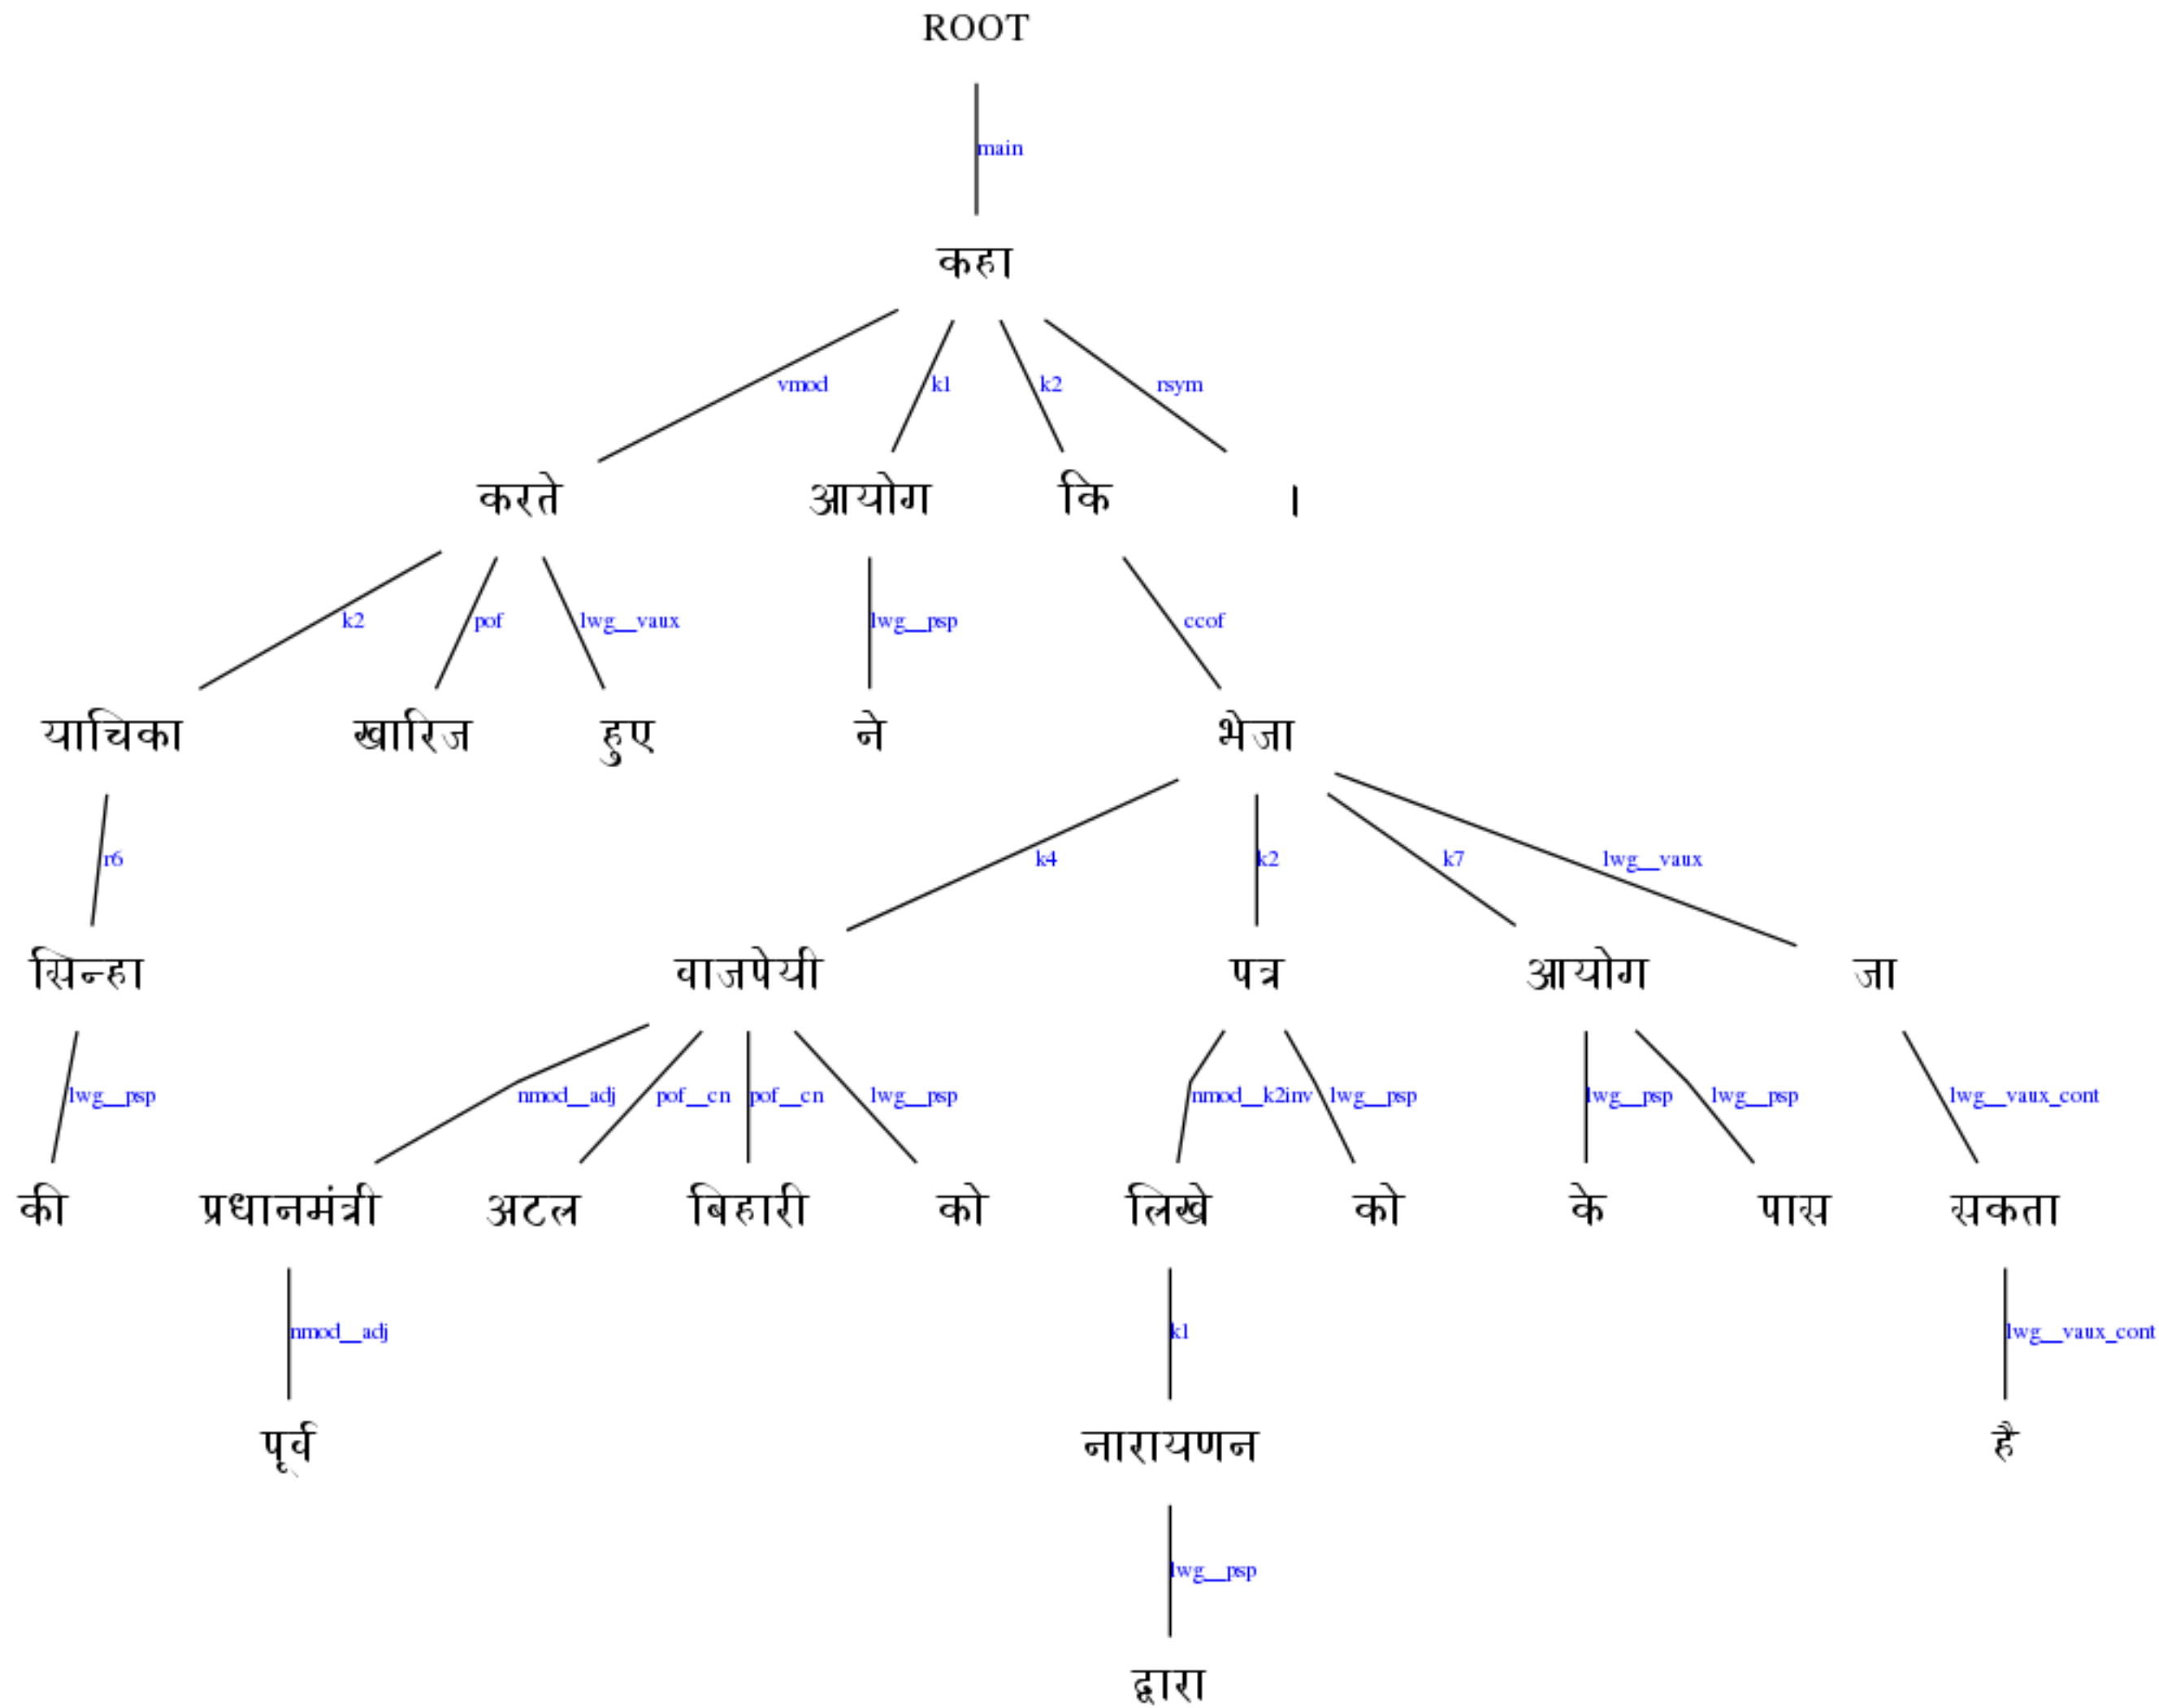 ROOT
main
कहा
vmod k1 k2 rsym
करते आयोग कि ।
k2 pof lwg__vaux lwg__psp ccof
याचिका खारिज हुए ने भेजा
r6 k4 k2 k7 lwg__vaux
सिन्हा वाजपेयी पत्र आयोग जा
lwg__psp nmod__adj pof__cn pof__cn lwg__psp nmod__k2inv lwg__psp lwg__psp lwg__psp lwg__vaux_cont
की प्रधानमंत्री अटल बिहारी को लिखे को के पास सकता
nmod__adj k1 lwg__vaux_cont
पूर्व नारायणन है
lwg__psp
द्वारा